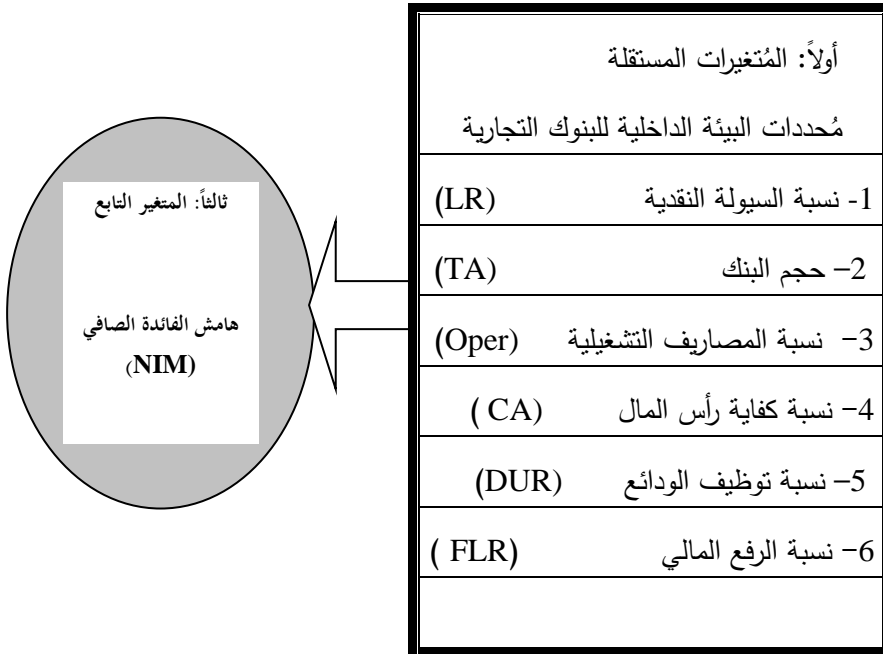 أولاً: المُتغيرات المستقلة
مُحددات البيئة الداخلية للبنوك التجارية
1- نسبة السيولة النقدية (LR)
2– حجم البنك (TA)
3– نسبة المصاريف التشغيلية (Oper)
4– نسبة كفاية رأس المال (CA )
5– نسبة توظيف الودائع (DUR)
6– نسبة الرفع المالي (FLR )
ثالثاً: المتغير التابع
هامش الفائدة الصافي
(NIM)